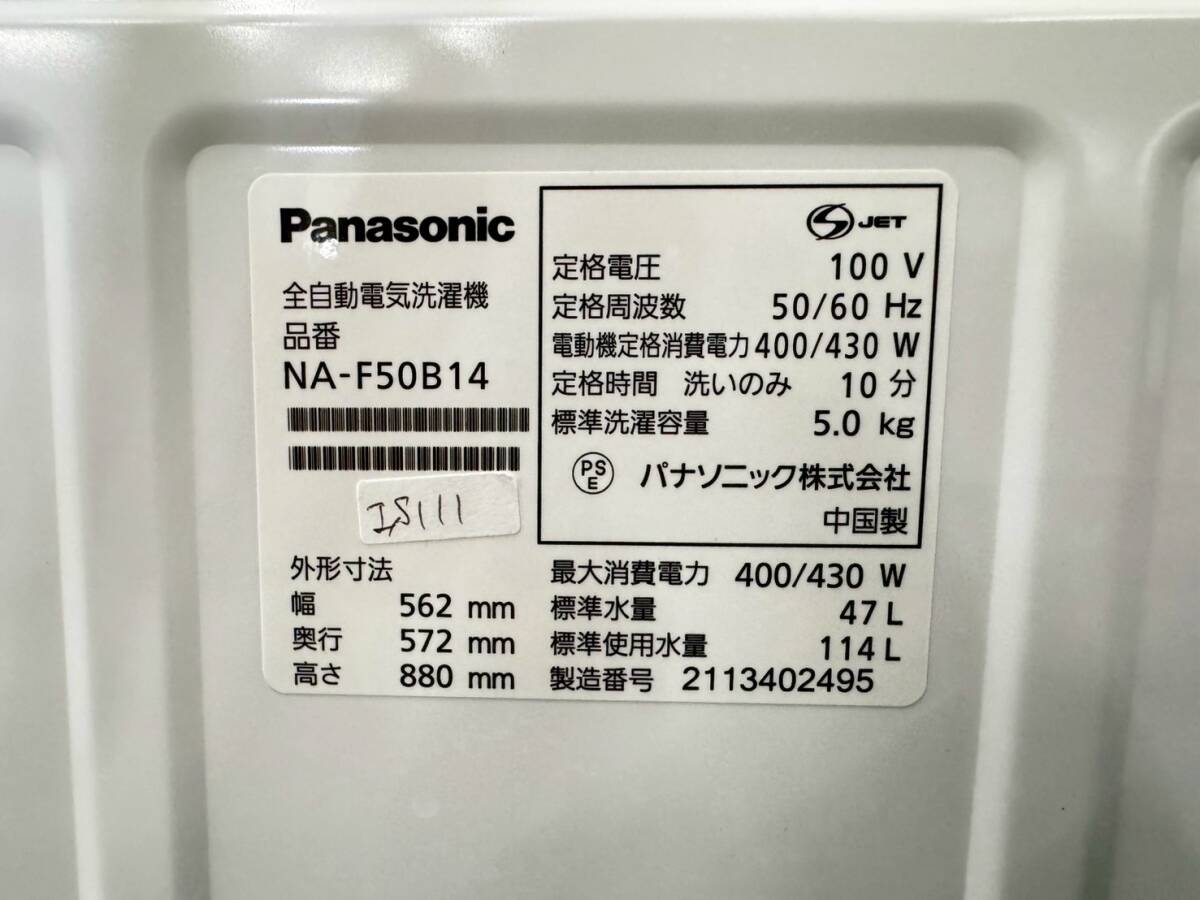 Panasonic
全自動電気洗濯機
品番
NA-F50B14
IS111
外形寸法
幅 562 mm
奥行 572 mm
高さ 880 mm
S JET
定格電圧 100 V
定格周波数 50/60 Hz
電動機定格消費電力 400/430 W
定格時間 洗いのみ 10 分
標準洗濯容量 5.0 kg
PS
E
パナソニック株式会社
中国製
最大消費電力 400/430 W
標準水量 47 L
標準使用水量 114 L
製造番号 2113402495